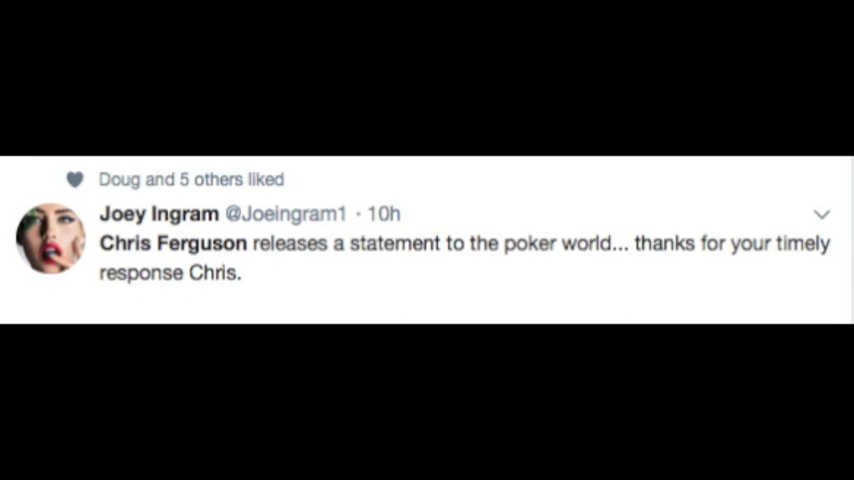 Doug and 5 others liked
Joey Ingram @Joeingram1 · 10h
Chris Ferguson releases a statement to the poker world... thanks for your timely
response Chris.